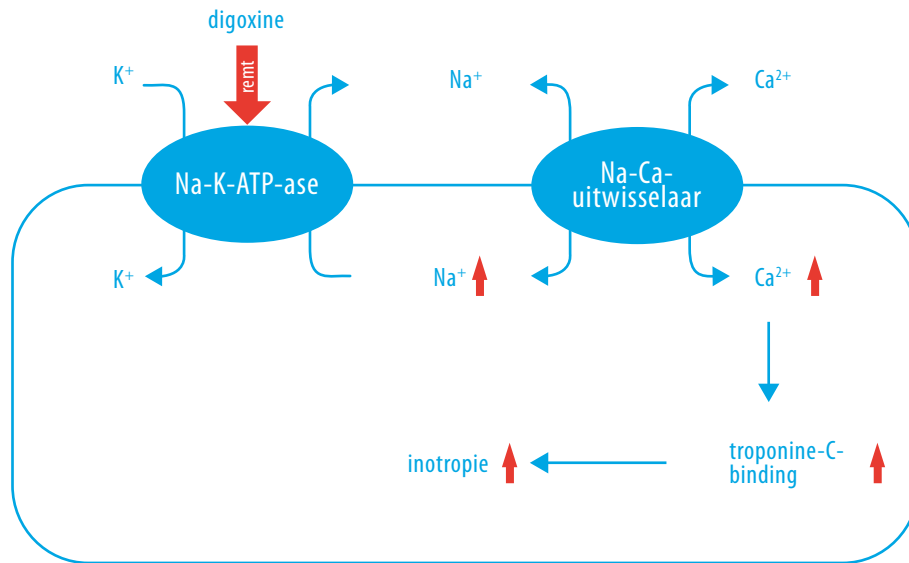 digoxine
remt
K⁺
Na⁺
Ca²⁺
Na-K-ATP-ase
Na-Ca-
uitwisselaar
K⁺
Na⁺
Ca²⁺
inotropie
troponine-C-
binding